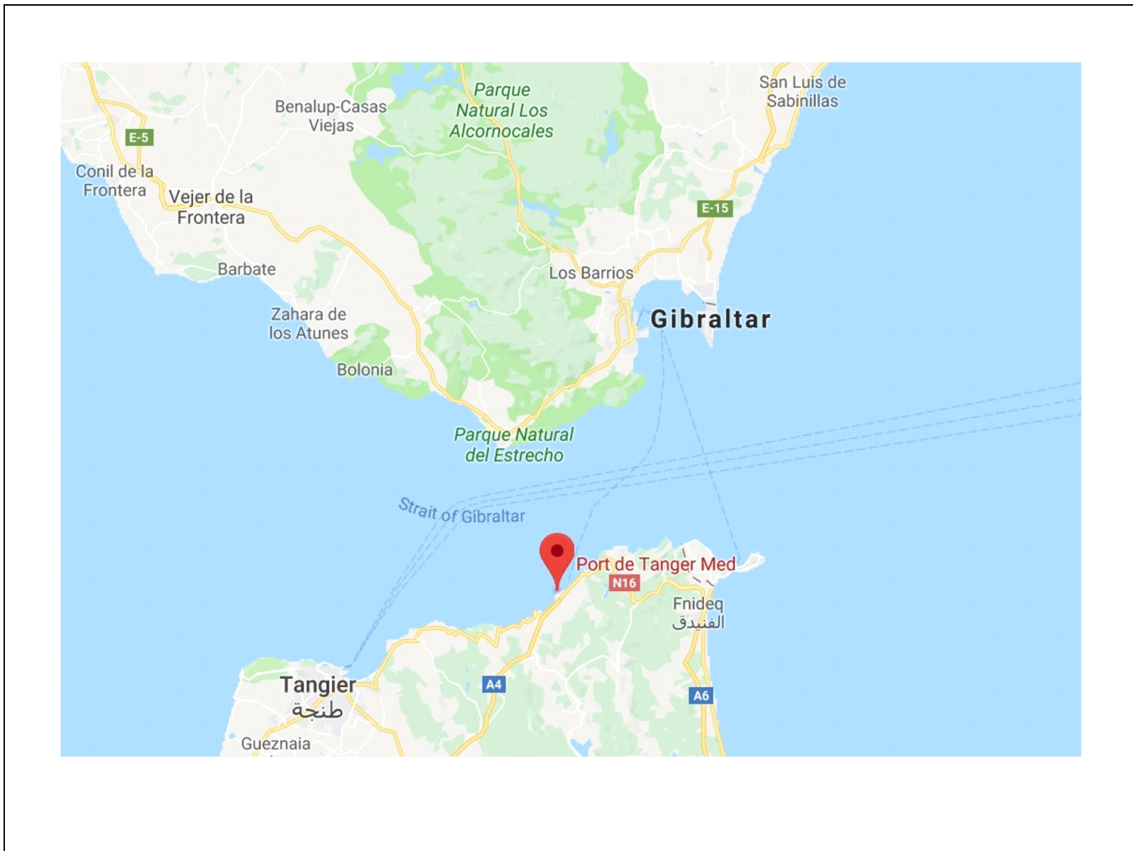 Parque
Natural Los
Alcornocales
San Luis de
Sabinillas
Benalup-Casas
Viejas
E-5
Conil de la
Frontera
Vejer de la
Frontera
E-15
Barbate
Los Barrios
Zahara de
los Atunes
Gibraltar
Bolonia
Parque Natural
del Estrecho
Strait of Gibraltar
Port de Tanger Med
N16
Fnideq
الفنيدق
Tangier
طنجة
A4
A6
Gueznaia